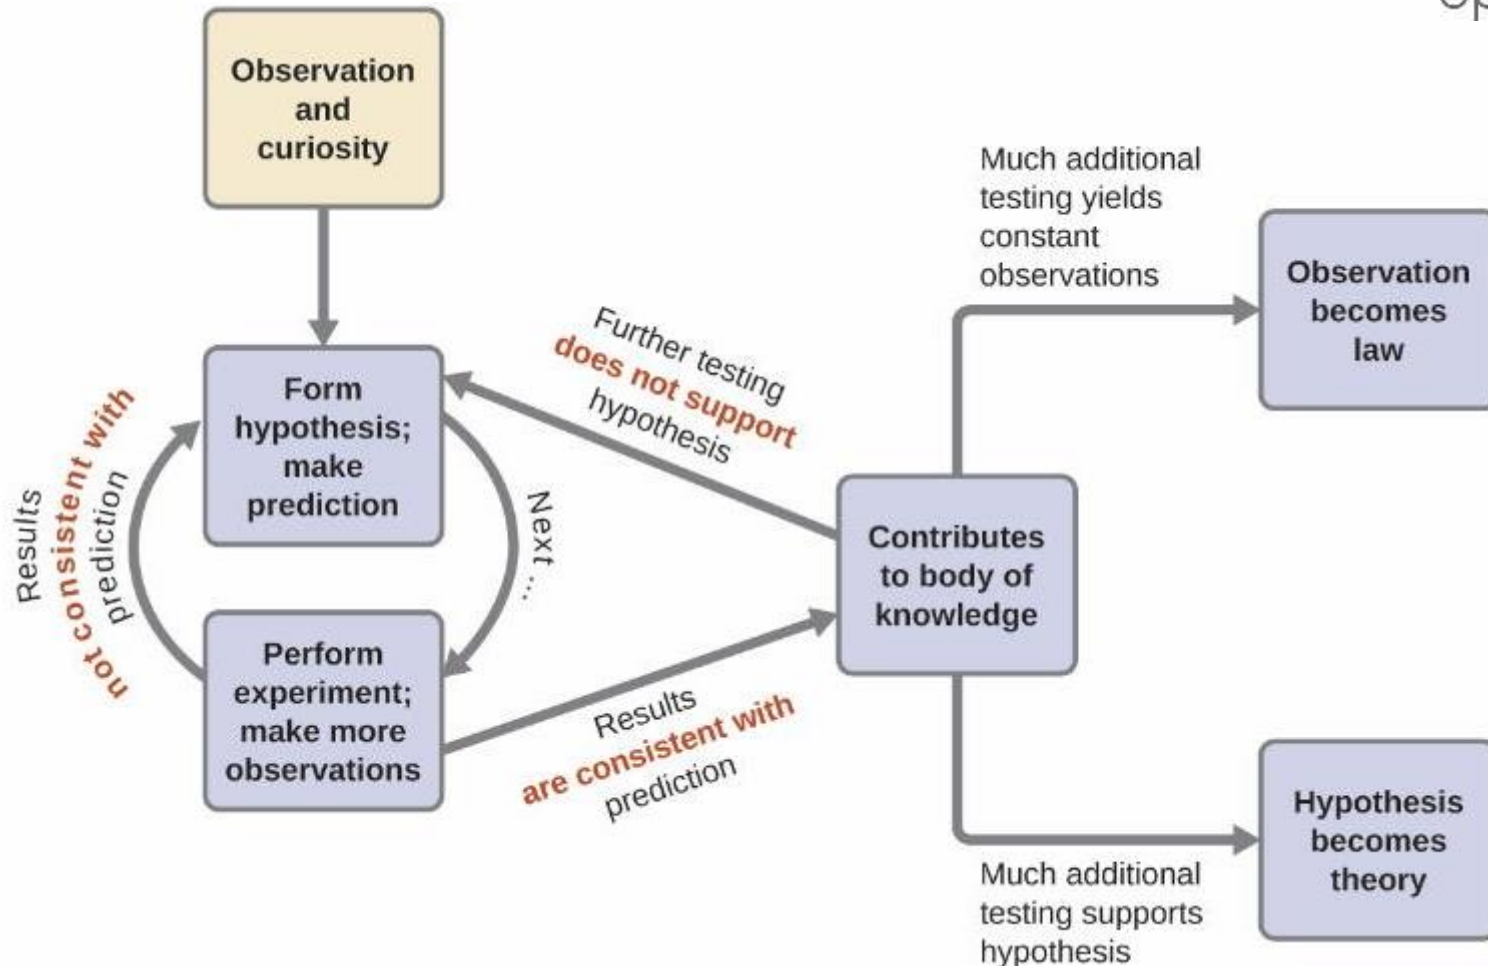 Observation
and
curiosity
Form
hypothesis;
make
prediction
Results
not consistent with
prediction
Next ...
Perform
experiment;
make more
observations
Further testing
does not support
hypothesis
Results
are consistent with
prediction
Contributes
to body of
knowledge
Much additional
testing yields
constant
observations
Observation
becomes
law
Much additional
testing supports
hypothesis
Hypothesis
becomes
theory